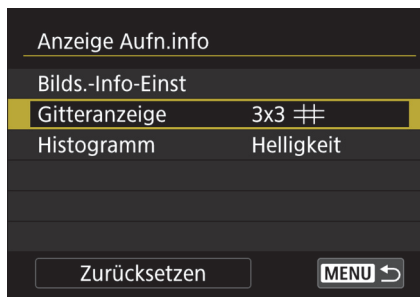 Anzeige Aufn.info
Bilds.-Info-Einst
Gitteranzeige 3x3
Histogramm Helligkeit
Zurücksetzen MENU